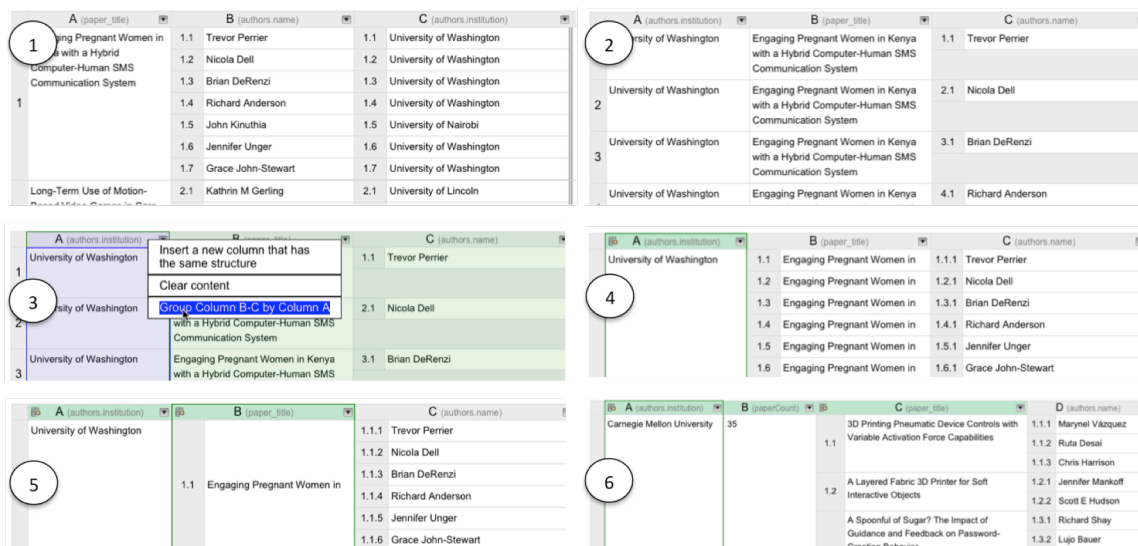 A (paper_title) B (authors.name) C (authors.institution)
1
Pregnant Women in 1.1 Trevor Perrier 1.1 University of Washington
with a Hybrid
Computer-Human SMS 1.2 Nicola Dell 1.2 University of Washington
Communication System 1.3 Brian DeRenzi 1.3 University of Washington
1 1.4 Richard Anderson 1.4 University of Washington
1.5 John Kinuthia 1.5 University of Nairobi
1.6 Jennifer Unger 1.6 University of Washington
1.7 Grace John-Stewart 1.7 University of Washington
Long-Term Use of Motion- 2.1 Kathrin M Gerling 2.1 University of Lincoln
A (authors.institution) B (paper_title) C (authors.name)
2
of Washington Engaging Pregnant Women in Kenya 1.1 Trevor Perrier
with a Hybrid Computer-Human SMS
Communication System
2 University of Washington Engaging Pregnant Women in Kenya 2.1 Nicola Dell
with a Hybrid Computer-Human SMS
Communication System
3 University of Washington Engaging Pregnant Women in Kenya 3.1 Brian DeRenzi
with a Hybrid Computer-Human SMS
Communication System
University of Washington Engaging Pregnant Women in Kenya 4.1 Richard Anderson
A (authors.institution) C (authors.name)
Insert a new column that has
the same structure
Clear content
Group Column B-C by Column A
1 University of Washington 1.1 Trevor Perrier
3
2 of Washington 2.1 Nicola Dell
with a Hybrid Computer-Human SMS
Communication System
3 University of Washington Engaging Pregnant Women in Kenya 3.1 Brian DeRenzi
with a Hybrid Computer-Human SMS
A (authors.institution) B (paper_title) C (authors.name)
4
University of Washington 1.1 Engaging Pregnant Women in 1.1.1 Trevor Perrier
1.2 Engaging Pregnant Women in 1.2.1 Nicola Dell
1.3 Engaging Pregnant Women in 1.3.1 Brian DeRenzi
1.4 Engaging Pregnant Women in 1.4.1 Richard Anderson
1.5 Engaging Pregnant Women in 1.5.1 Jennifer Unger
1.6 Engaging Pregnant Women in 1.6.1 Grace John-Stewart
A (authors.institution) B (paper_title) C (authors.name)
5
University of Washington 1.1.1 Trevor Perrier
1.1.2 Nicola Dell
1.1.3 Brian DeRenzi
1.1 Engaging Pregnant Women in 1.1.4 Richard Anderson
1.1.5 Jennifer Unger
1.1.6 Grace John-Stewart
A (authors.institution) B (paperCount) C (paper_title) D (authors.name)
6
Carnegie Mellon University 35 1.1 3D Printing Pneumatic Device Controls with 1.1.1 Marynel Vázquez
Variable Activation Force Capabilities 1.1.2 Ruta Desai
1.1.3 Chris Harrison
1.2 A Layered Fabric 3D Printer for Soft 1.2.1 Jennifer Mankoff
Interactive Objects 1.2.2 Scott E Hudson
A Spoonful of Sugar? The Impact of 1.3.1 Richard Shay
Guidance and Feedback on Password- 1.3.2 Lujo Bauer